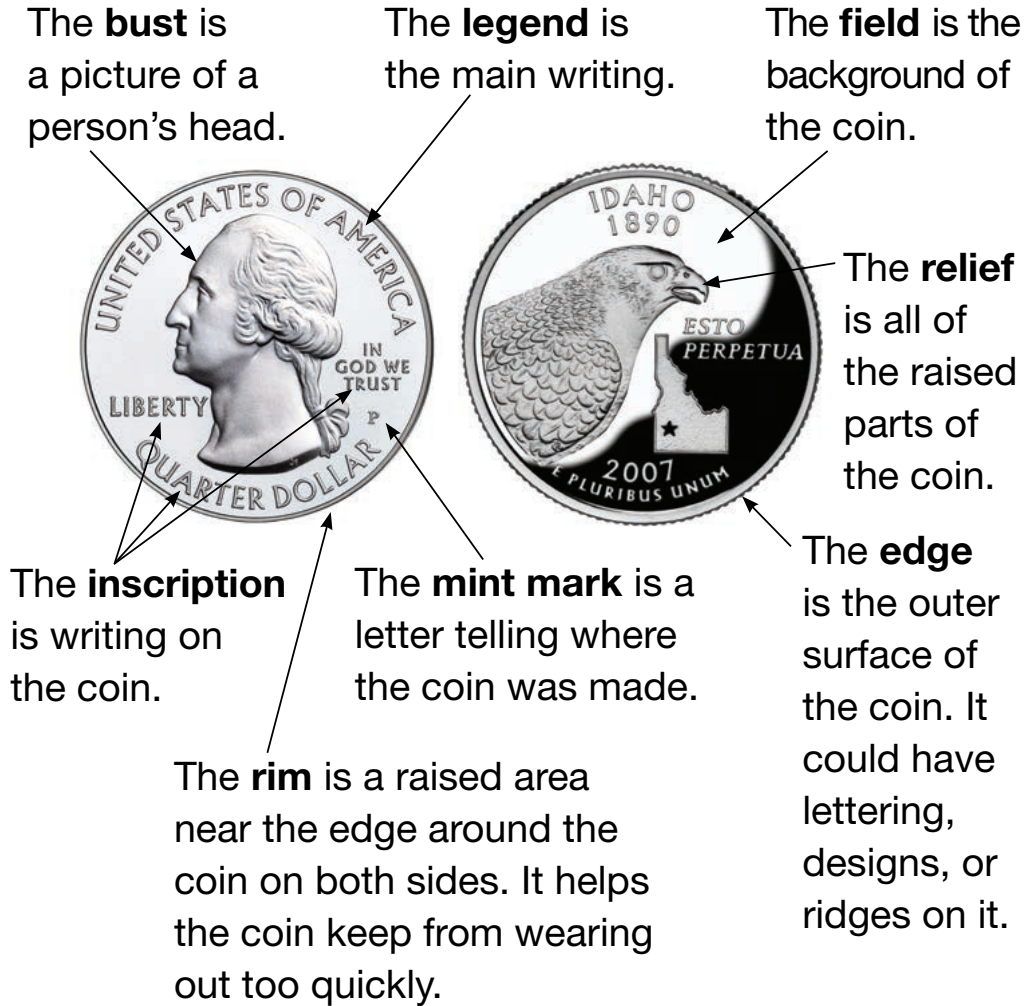 The bust is
a picture of a
person's head.
The legend is
the main writing.
The field is the
background of
the coin.
UNITED STATES OF AMERICA
IN
GOD WE
TRUST
LIBERTY
P
QUARTER DOLLAR
IDAHO
1890
ESTO
PERPETUA
2007
E PLURIBUS UNUM
The relief
is all of
the raised
parts of
the coin.
The inscription
is writing on
the coin.
The mint mark is a
letter telling where
the coin was made.
The edge
is the outer
surface of
the coin. It
could have
lettering,
designs, or
ridges on it.
The rim is a raised area
near the edge around the
coin on both sides. It helps
the coin keep from wearing
out too quickly.